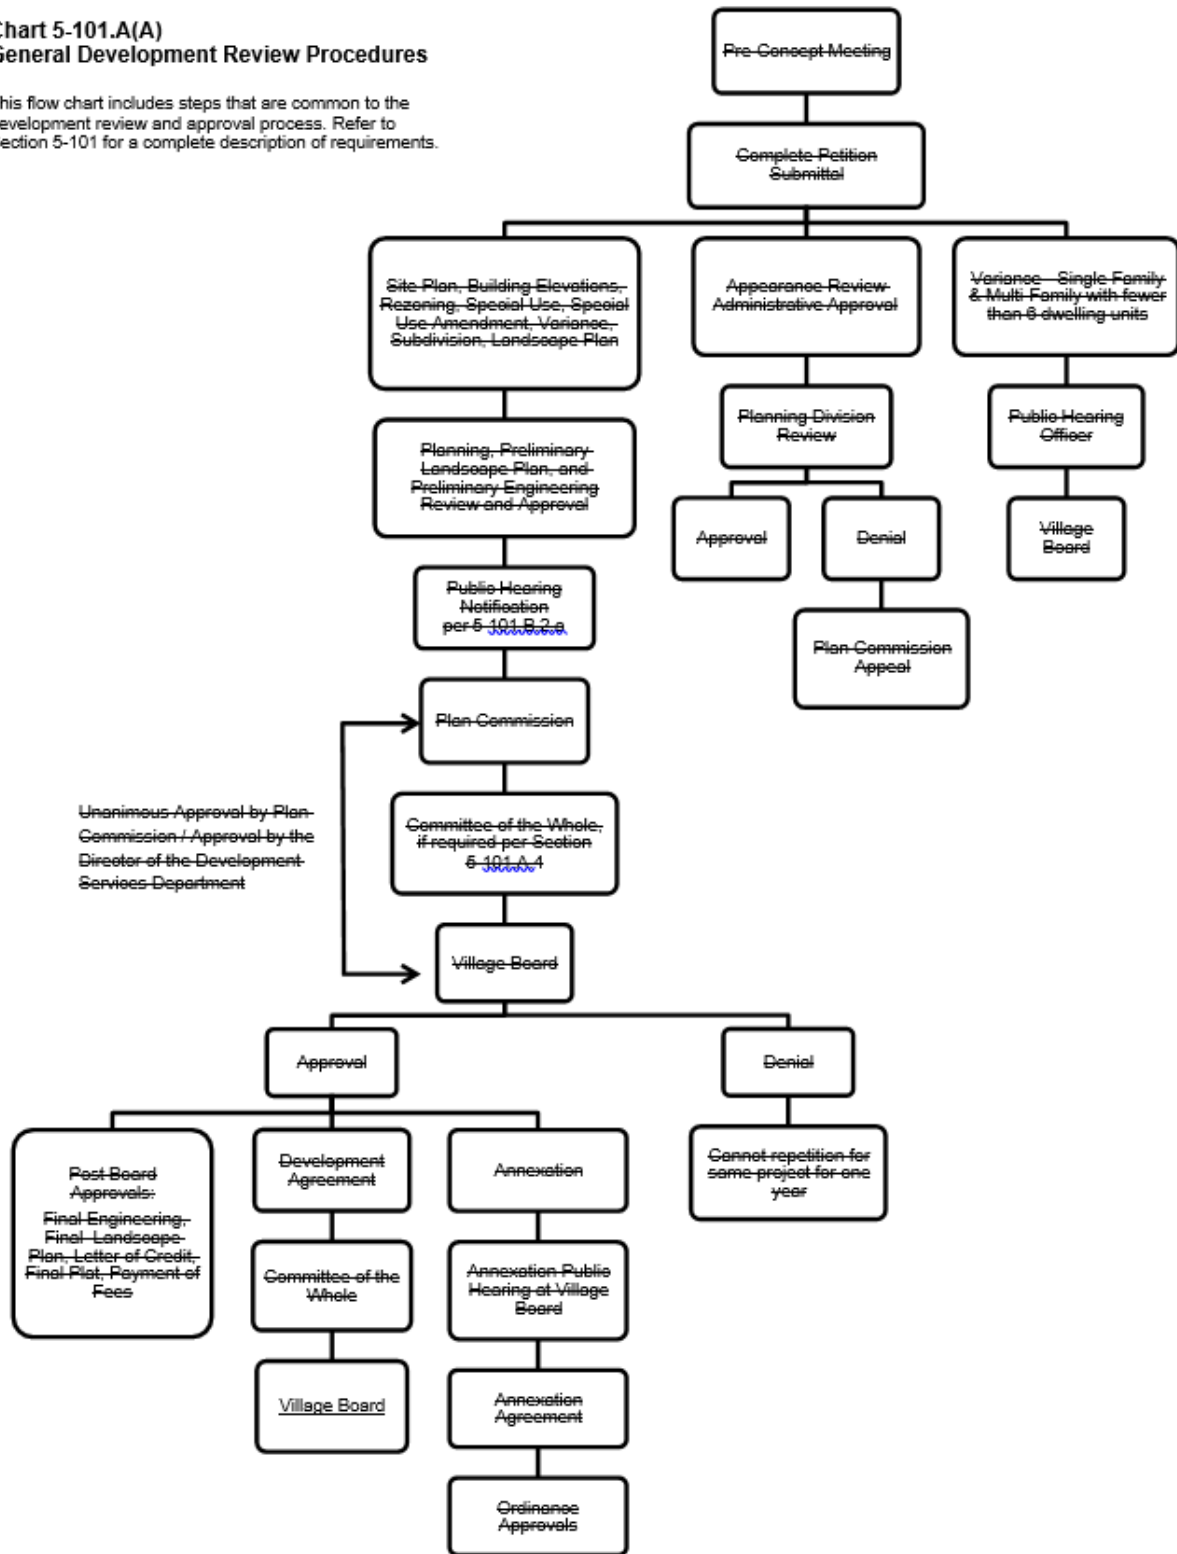 Chart 5-101.A(A)
General Development Review Procedures
This flow chart includes steps that are common to the
development review and approval process. Refer to
Section 5-101 for a complete description of requirements.
Pre-Concept Meeting
Complete Petition
Submittal
Site Plan, Building Elevations,
Rezoning, Special Use, Special
Use Amendment, Variance,
Subdivision, Landscape Plan
Appearance Review
Administrative Approval
Variance - Single Family
& Multi-Family with fewer
than 6 dwelling units
Planning, Preliminary
Landscape Plan, and
Preliminary Engineering
Review and Approval
Planning Division
Review
Public Hearing
Officer
Approval
Denial
Village
Board
Public Hearing
Notification
per 5-101.B.2.a
Plan Commission
Appeal
Plan Commission
Unanimous Approval by Plan
Commission / Approval by the
Director of the Development
Services Department
Committee of the Whole,
if required per Section
5-101.A.4
Village Board
Approval
Denial
Post Board
Approvals:
Final Engineering,
Final Landscape
Plan, Letter of Credit,
Final Plat, Payment of
Fees
Development
Agreement
Annexation
Cannot repetition for
same project for one
year
Committee of the
Whole
Annexation Public
Hearing at Village
Board
Village Board
Annexation
Agreement
Ordinance
Approvals